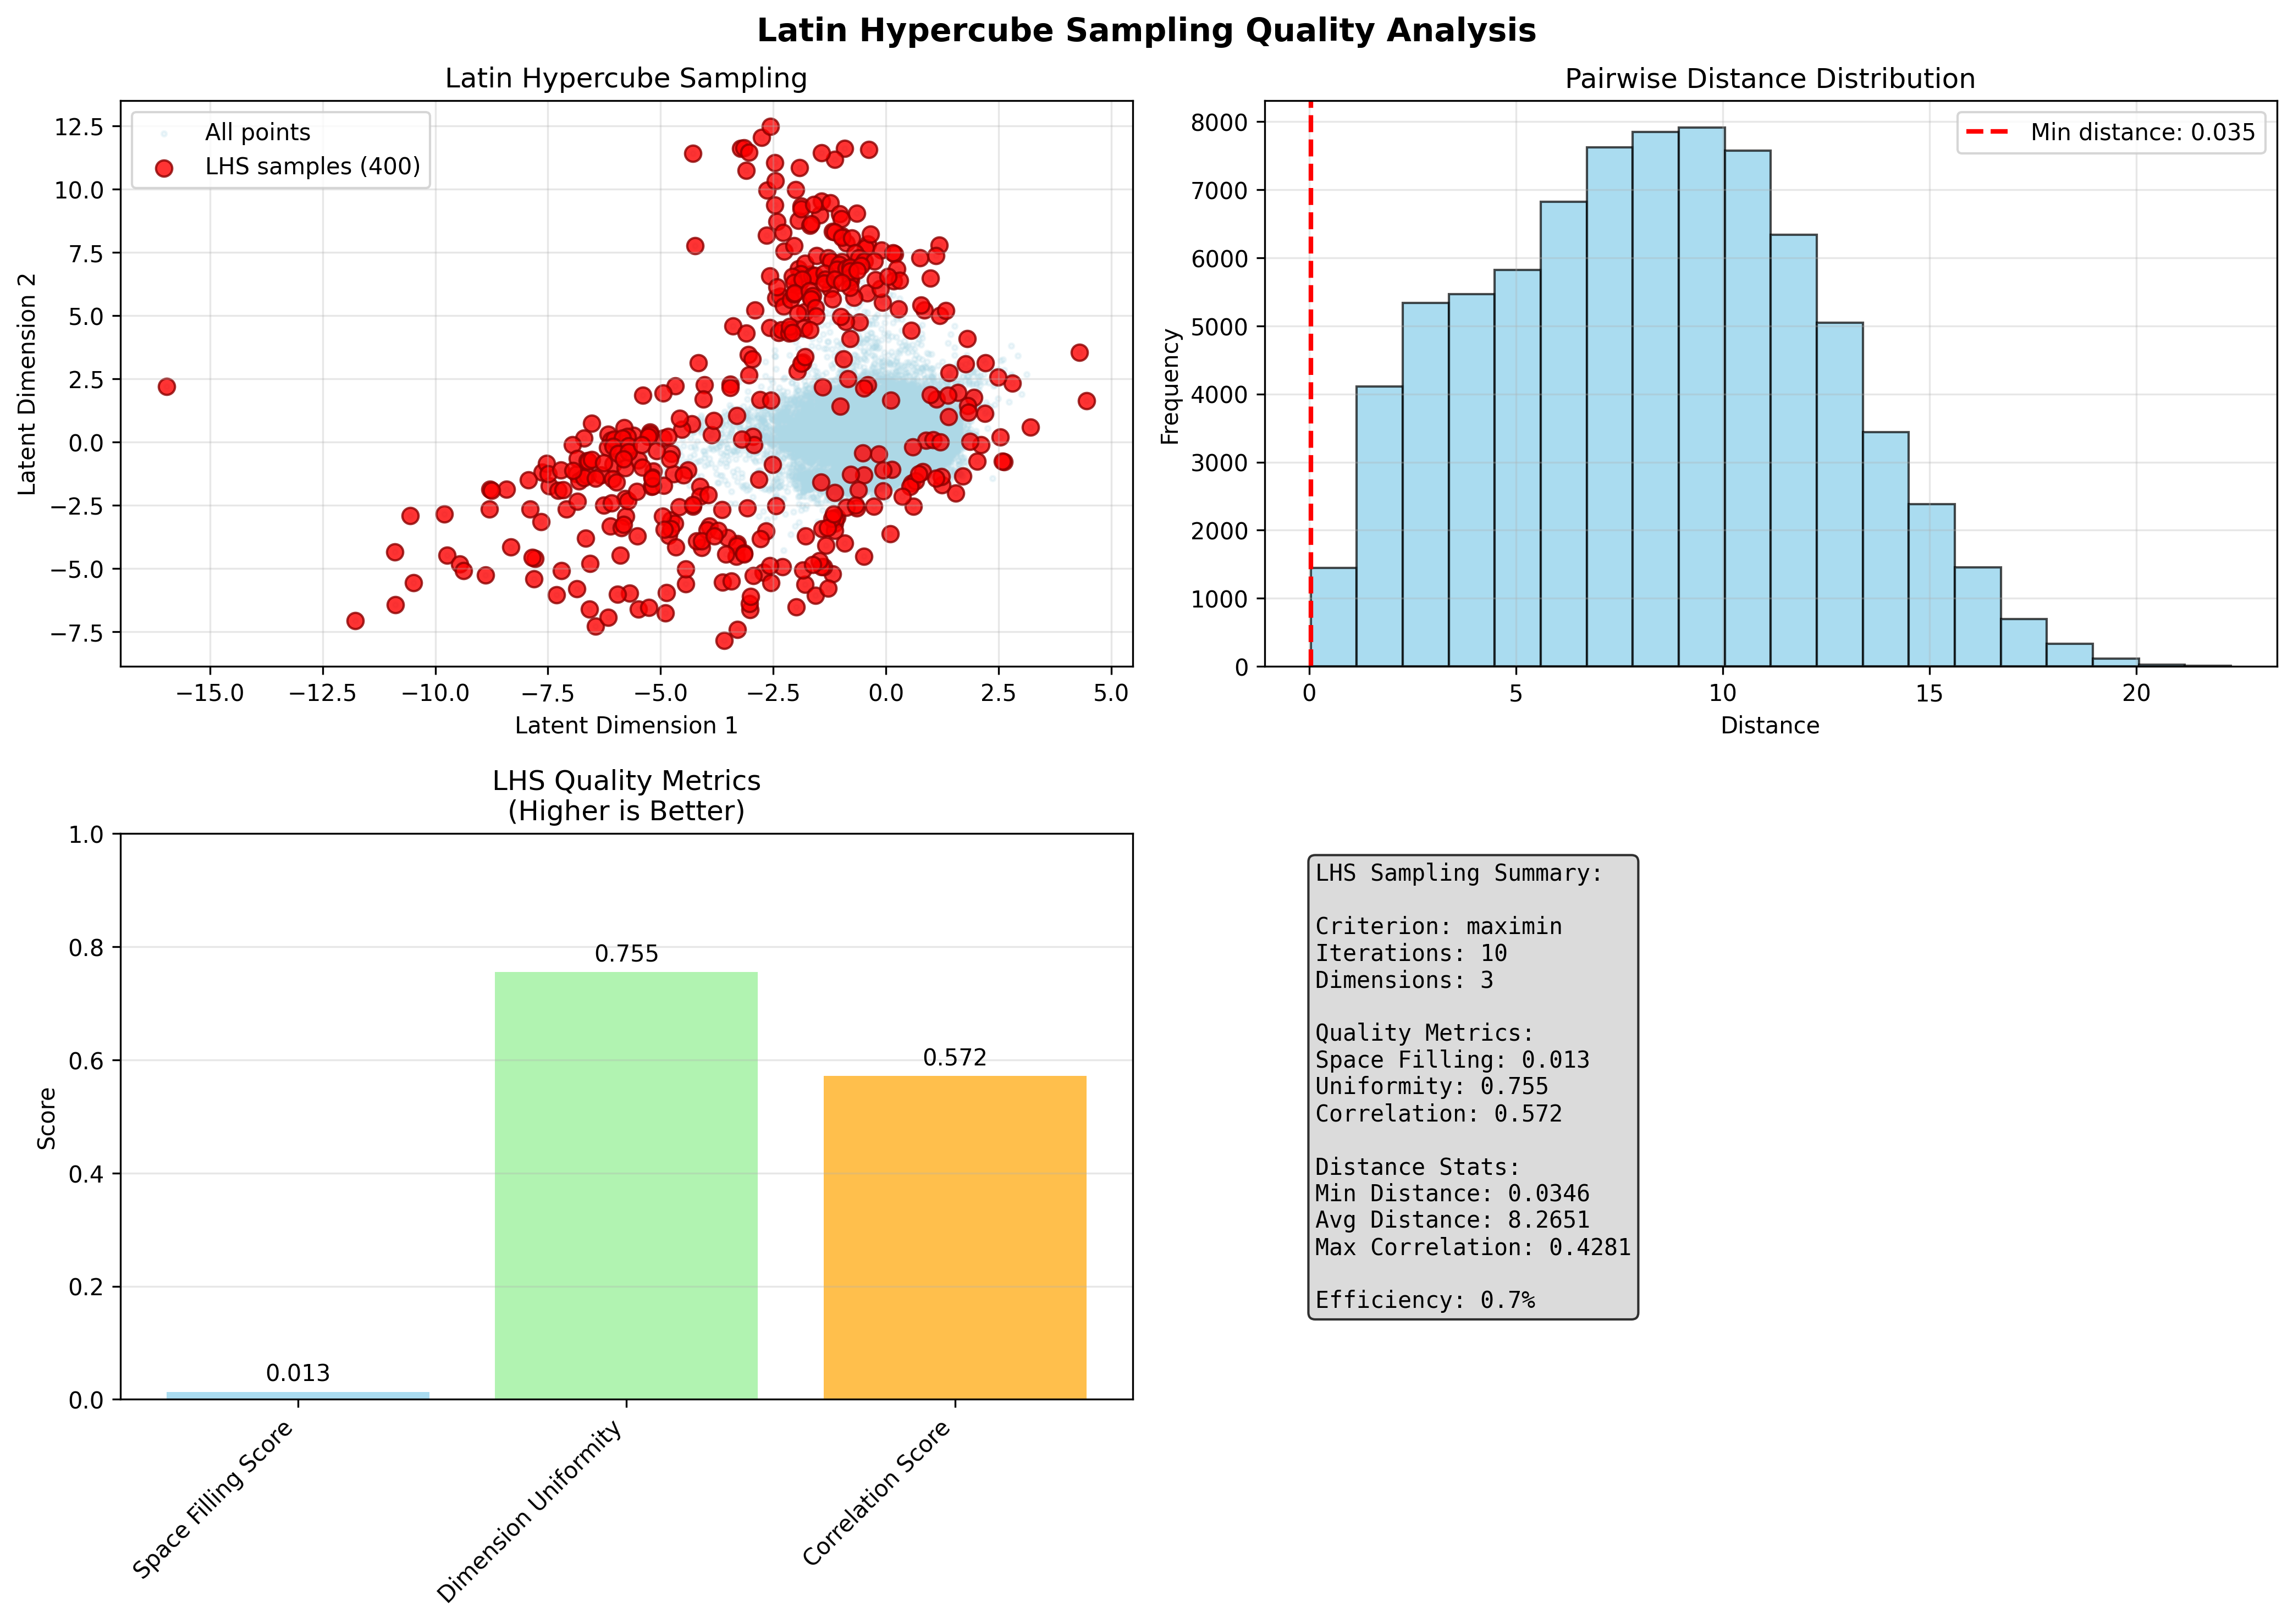 Latin Hypercube Sampling Quality Analysis
Latin Hypercube Sampling
12.5
10.0
7.5
5.0
2.5
0.0
−2.5
−5.0
−7.5
Latent Dimension 2
All points
LHS samples (400)
−15.0 −12.5 −10.0 −7.5 −5.0 −2.5 0.0 2.5 5.0
Latent Dimension 1
Pairwise Distance Distribution
8000
7000
6000
5000
4000
3000
2000
1000
0
Frequency
Min distance: 0.035
0 5 10 15 20
Distance
LHS Quality Metrics
(Higher is Better)
1.0
0.8
0.6
0.4
0.2
0.0
Score
0.013
0.755
0.572
Space Filling Score
Dimension Uniformity
Correlation Score
LHS Sampling Summary:
Criterion: maximin
Iterations: 10
Dimensions: 3
Quality Metrics:
Space Filling: 0.013
Uniformity: 0.755
Correlation: 0.572
Distance Stats:
Min Distance: 0.0346
Avg Distance: 8.2651
Max Correlation: 0.4281
Efficiency: 0.7%